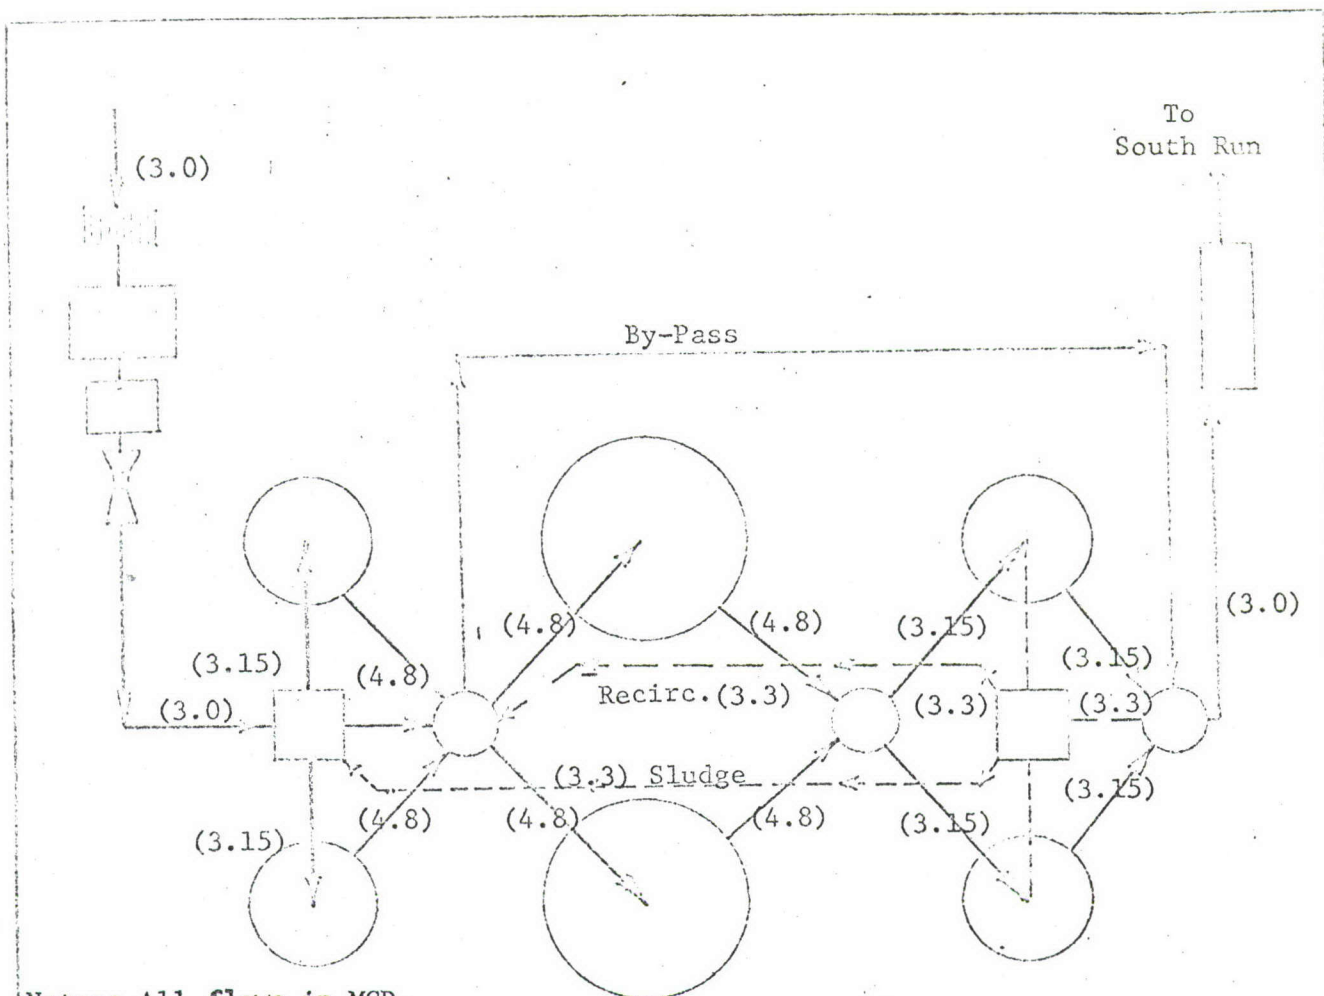 To
South Run
(3.0)
By-Pass
(3.0)
(4.8)
(4.8)
(3.15)
(3.15)
(3.15)
(4.8)
(3.0)
Recirc.(3.3)
(3.3)
(3.3)
(3.3) Sludge
(3.15)
(4.8)
(4.8)
(4.8)
(3.15)
(3.15)
All flows in MGD